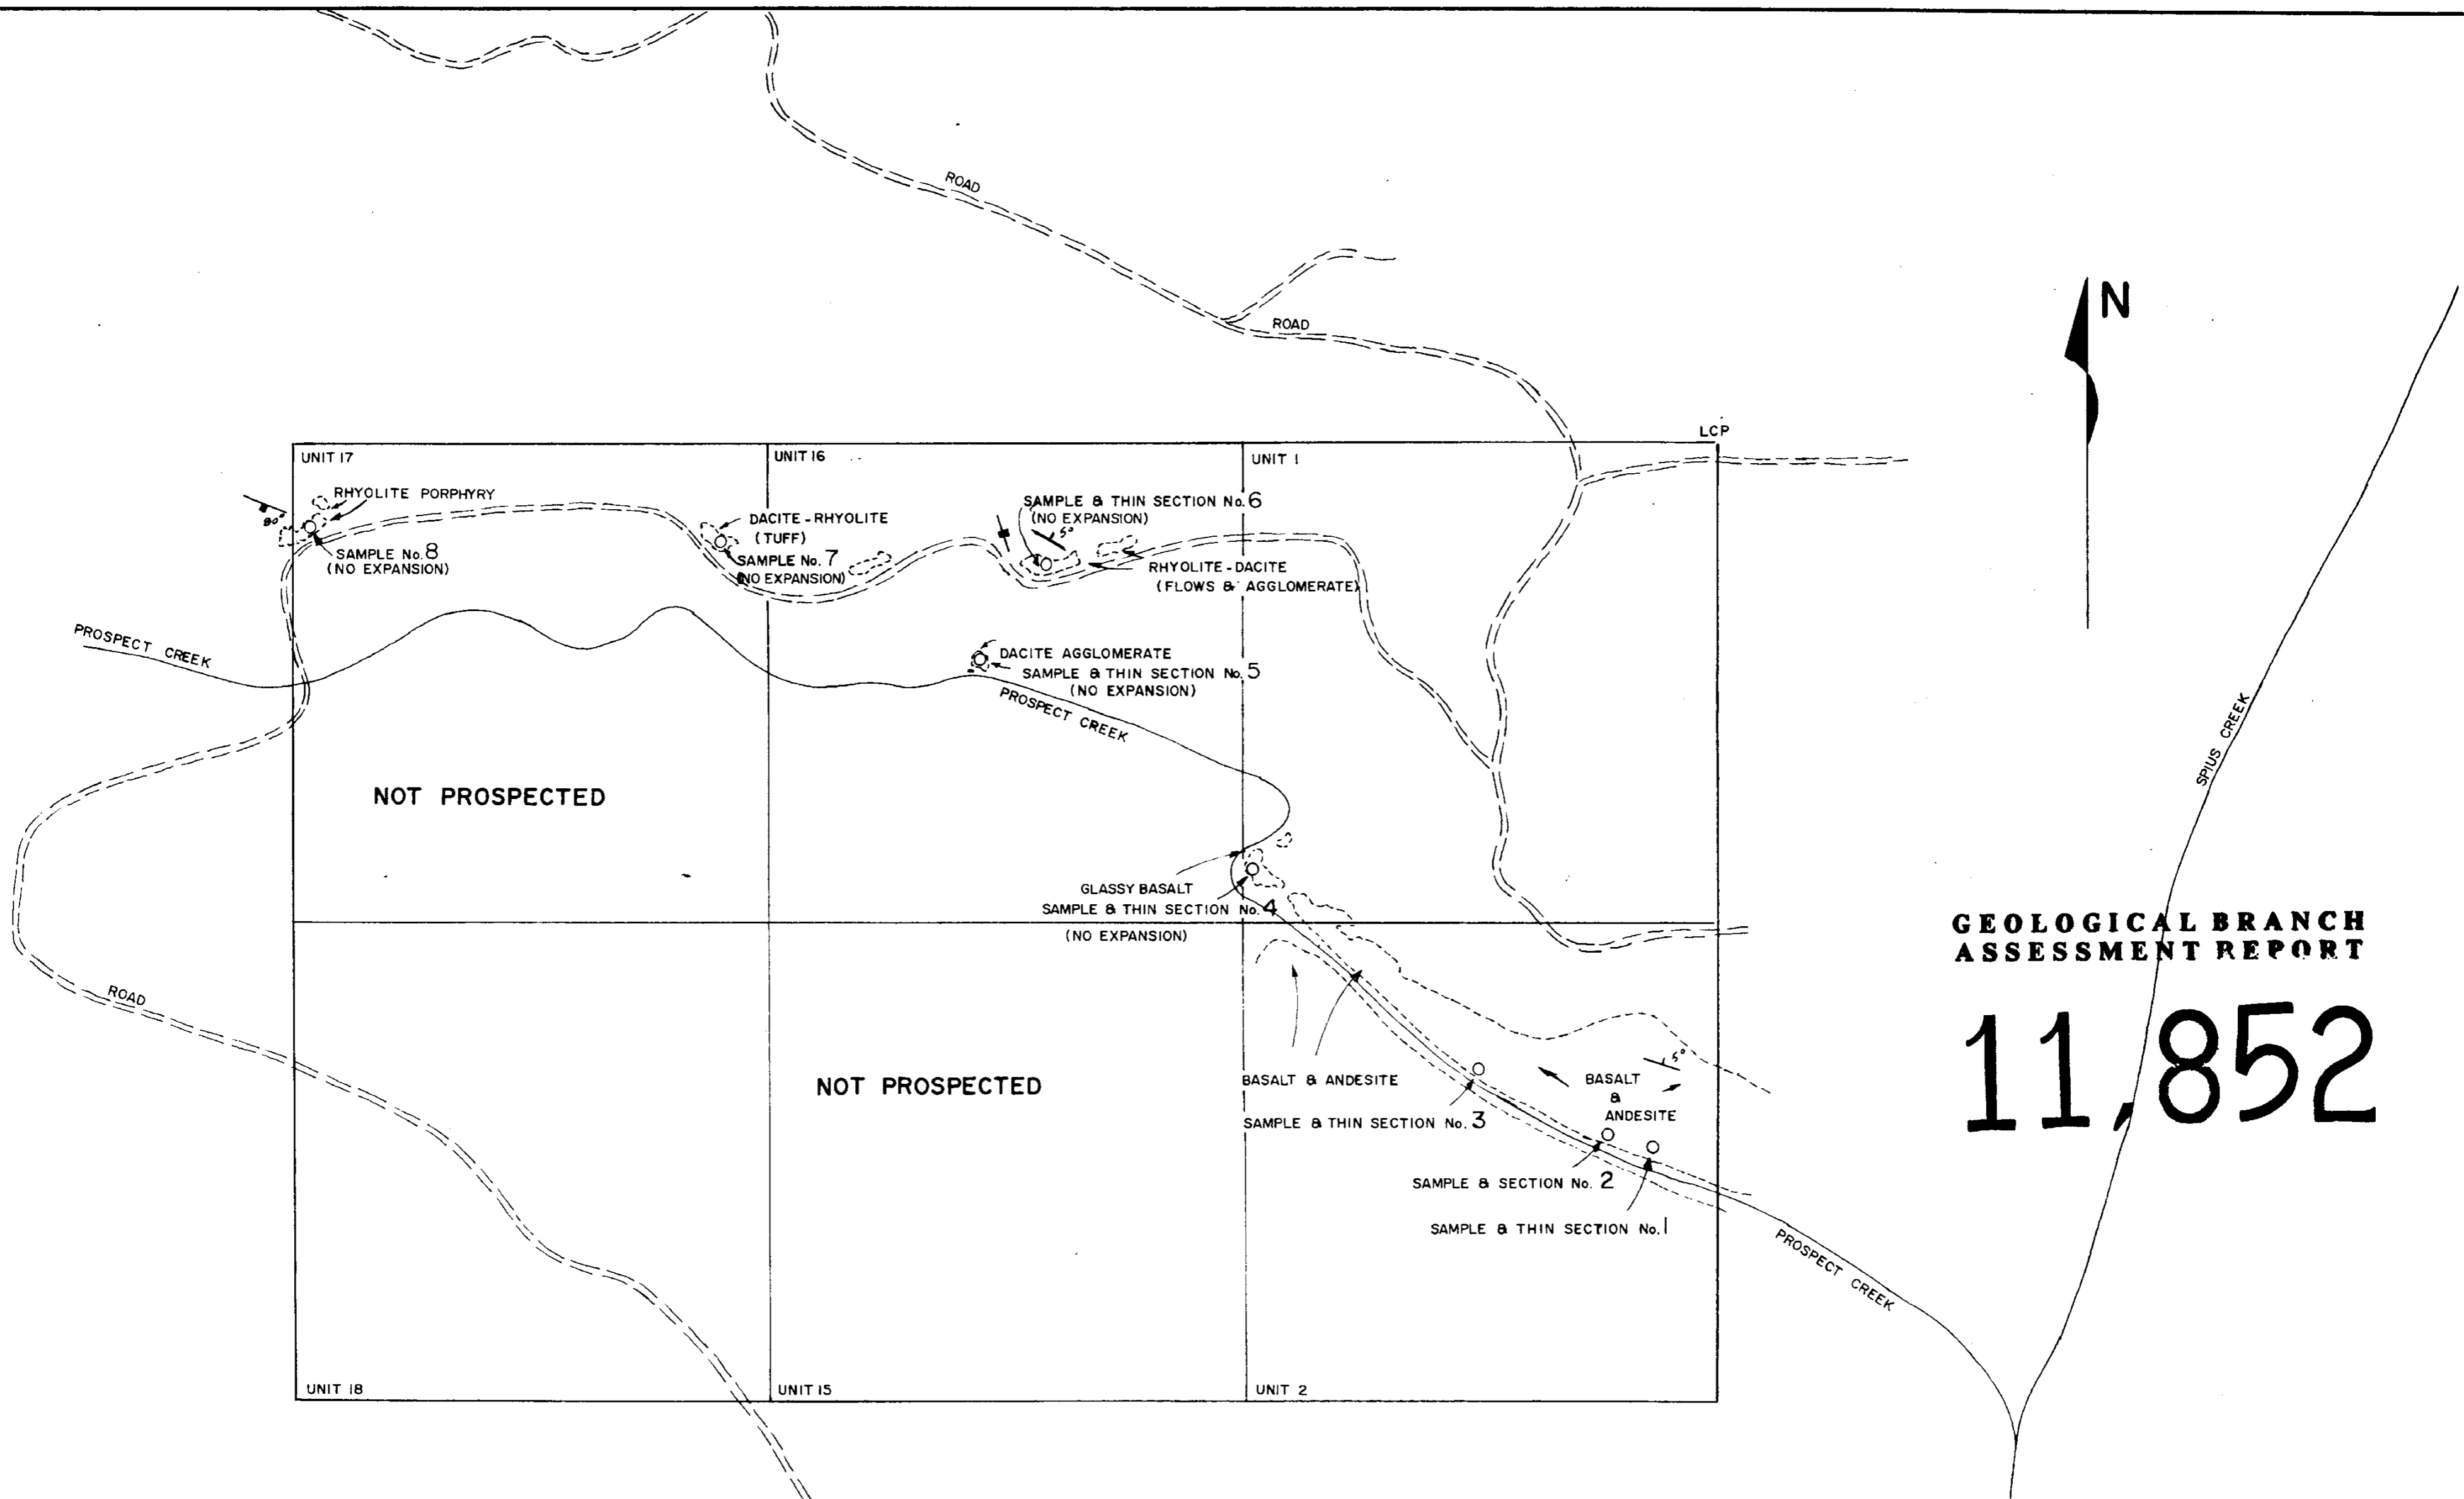 ROAD
ROAD
N
LCP
UNIT 17
UNIT 16
UNIT 1
RHYOLITE PORPHYRY
80°
SAMPLE No. 8
(NO EXPANSION)
DACITE - RHYOLITE
(TUFF)
SAMPLE No. 7
(NO EXPANSION)
SAMPLE & THIN SECTION No. 6
(NO EXPANSION)
5°
RHYOLITE - DACITE
(FLOWS & AGGLOMERATE)
PROSPECT CREEK
DACITE AGGLOMERATE
SAMPLE & THIN SECTION No. 5
(NO EXPANSION)
PROSPECT CREEK
SPIUS CREEK
NOT PROSPECTED
GLASSY BASALT
SAMPLE & THIN SECTION No. 4
(NO EXPANSION)
GEOLOGICAL BRANCH
ASSESSMENT REPORT
11,852
ROAD
NOT PROSPECTED
BASALT & ANDESITE
SAMPLE & THIN SECTION No. 3
5°
BASALT
&
ANDESITE
SAMPLE & SECTION No. 2
SAMPLE & THIN SECTION No. 1
PROSPECT CREEK
UNIT 18
UNIT 15
UNIT 2